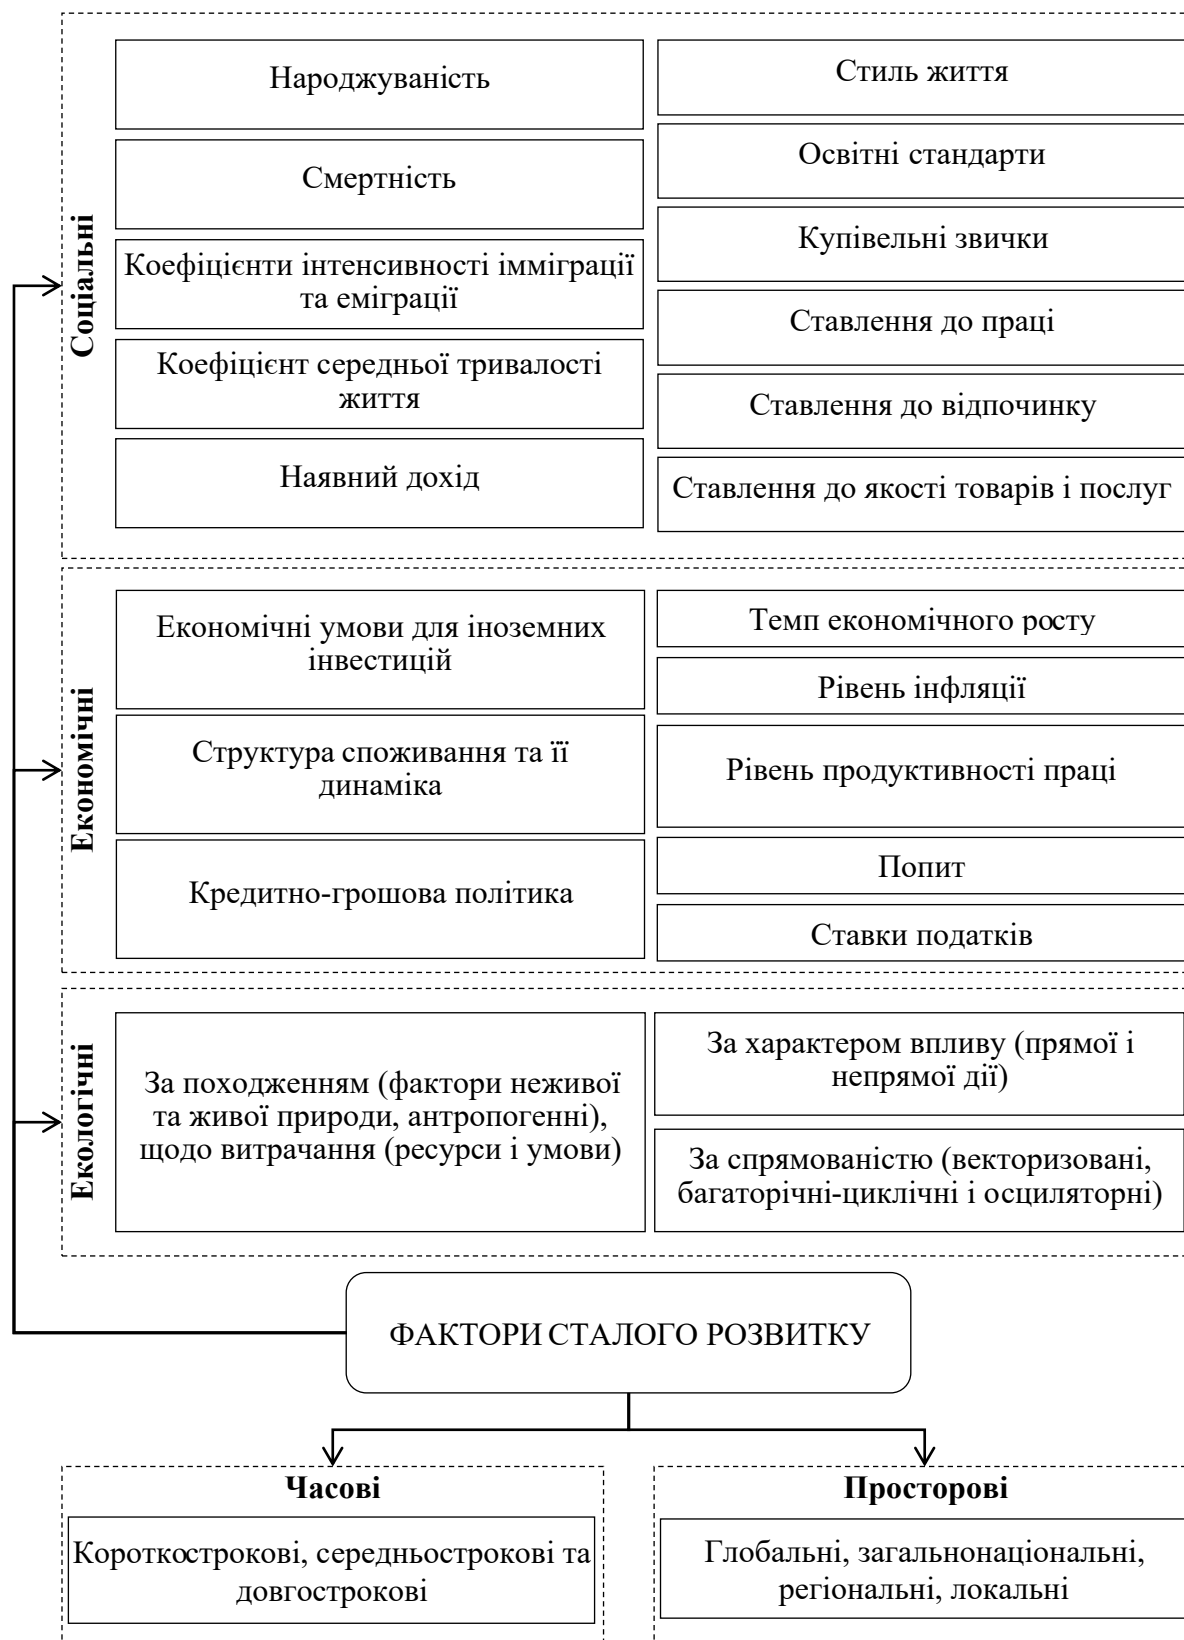 Соціальні
Народжуваність
Смертність
Коефіцієнти інтенсивності імміграції
та еміграції
Коефіцієнт середньої тривалості
життя
Наявний дохід
Стиль життя
Освітні стандарти
Купівельні звички
Ставлення до праці
Ставлення до відпочинку
Ставлення до якості товарів і послуг
Економічні
Економічні умови для іноземних
інвестицій
Структура споживання та її
динаміка
Кредитно-грошова політика
Темп економічного росту
Рівень інфляції
Рівень продуктивності праці
Попит
Ставки податків
Екологічні
За походженням (фактори неживої
та живої природи, антропогенні),
щодо витрачання (ресурси і умови)
За характером впливу (прямої і
непрямої дії)
За спрямованістю (векторизовані,
багаторічні-циклічні і осциляторні)
ФАКТОРИ СТАЛОГО РОЗВИТКУ
Часові
Короткострокові, середньострокові та
довгострокові
Просторові
Глобальні, загальнонаціональні,
регіональні, локальні